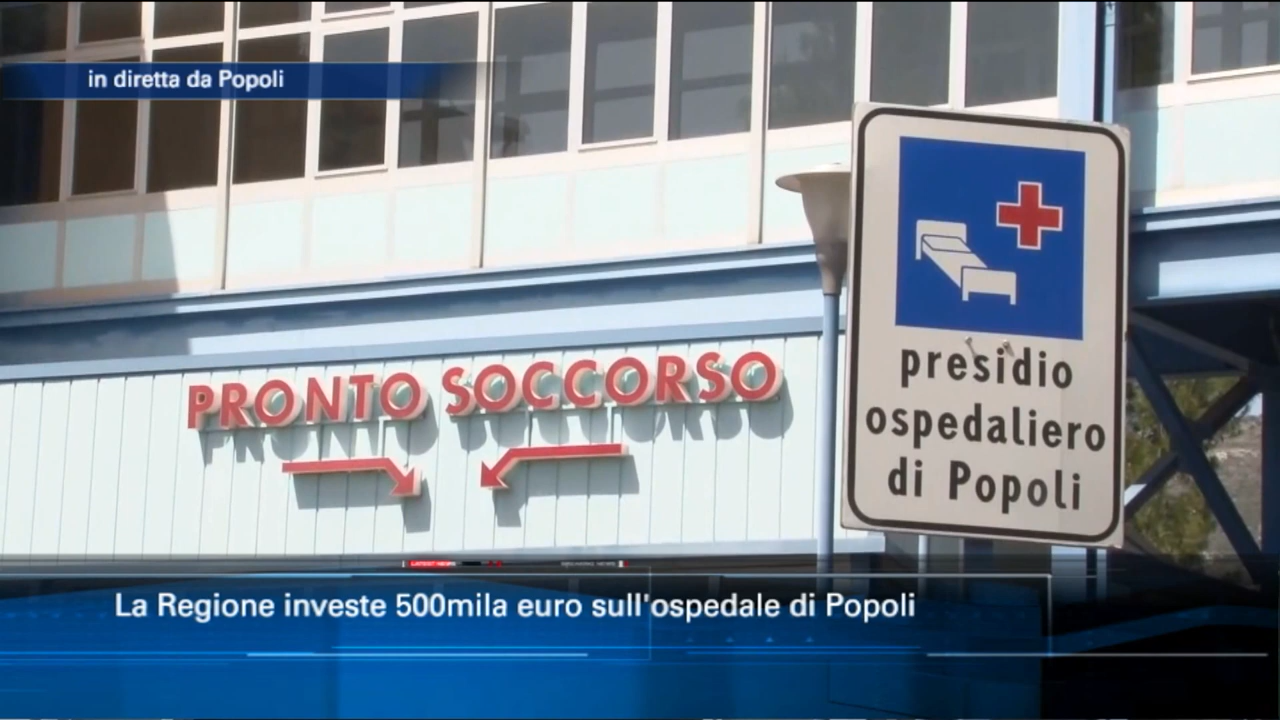 in diretta da Popoli
PRONTO SOCCORSO
presidio
ospedaliero
di Popoli
La Regione investe 500mila euro sull'ospedale di Popoli